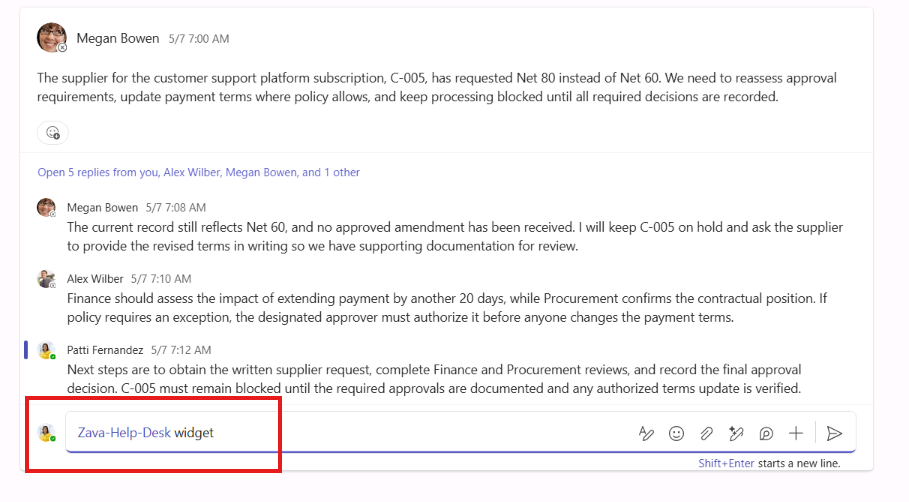 Megan Bowen 5/7 7:00 AM
The supplier for the customer support platform subscription, C-005, has requested Net 80 instead of Net 60. We need to reassess approval
requirements, update payment terms where policy allows, and keep processing blocked until all required decisions are recorded.
Open 5 replies from you, Alex Wilber, Megan Bowen, and 1 other
Megan Bowen 5/7 7:08 AM
The current record still reflects Net 60, and no approved amendment has been received. I will keep C-005 on hold and ask the supplier
to provide the revised terms in writing so we have supporting documentation for review.
Alex Wilber 5/7 7:10 AM
Finance should assess the impact of extending payment by another 20 days, while Procurement confirms the contractual position. If
policy requires an exception, the designated approver must authorize it before anyone changes the payment terms.
Patti Fernandez 5/7 7:12 AM
Next steps are to obtain the written supplier request, complete Finance and Procurement reviews, and record the final approval
decision. C-005 must remain blocked until the required approvals are documented and any authorized terms update is verified.
Zava-Help-Desk widget
Shift+Enter starts a new line.